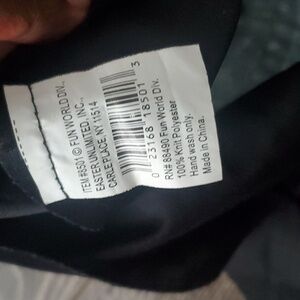 ITEM #8501 © FUN WORLD DIV.,
EASTER UNLIMITED, INC.,
CARLE PLACE, NY 11514
0 23168 18501 3
RN# 88490 Fun World Div.
100% Knit Polyester
Hand wash only.
Made in China.